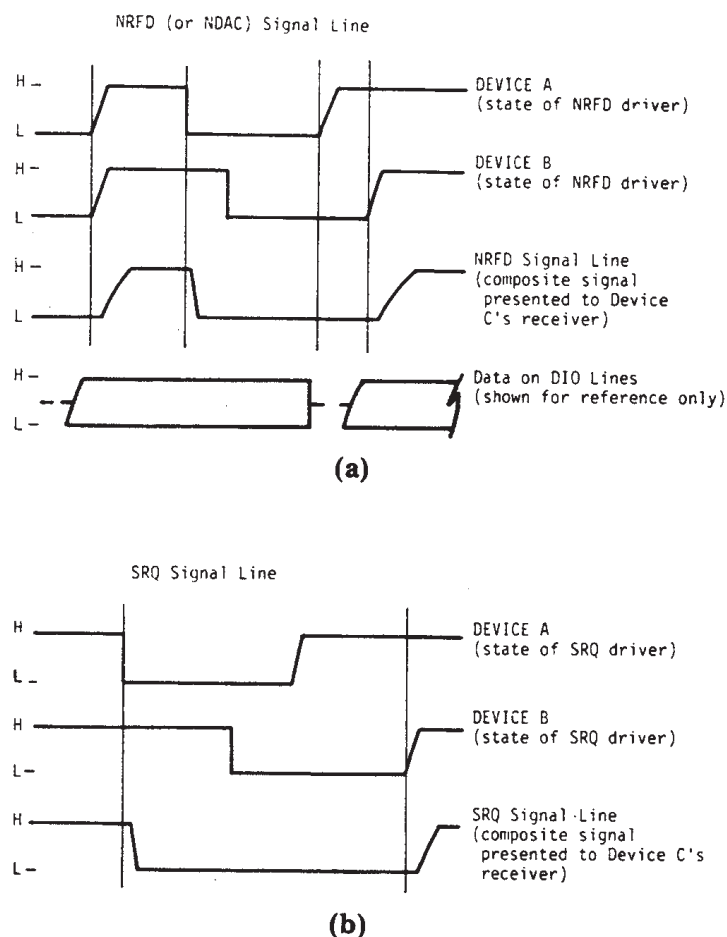 NRFD (or NDAC) Signal Line
H
DEVICE A
(state of NRFD driver)
L
H
DEVICE B
(state of NRFD driver)
L
H
NRFD Signal Line
(composite signal
presented to Device
C's receiver)
L
H
Data on DIO Lines
(shown for reference only)
L
(a)
SRQ Signal Line
H
DEVICE A
(state of SRQ driver)
L
H
DEVICE B
(state of SRQ driver)
L
H
SRQ Signal Line
(composite signal
presented to Device C's
receiver)
L
(b)